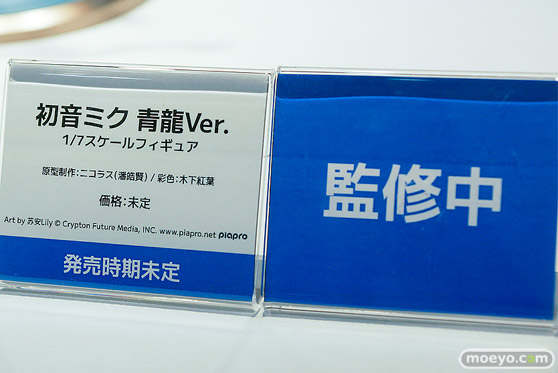 初音ミク 青龍Ver.
1/7スケールフィギュア
原型制作:ニコラス(潘皓賢) / 彩色:木下紅葉
価格:未定
Art by 苏安Lily © Crypton Future Media, INC. www.piapro.net piapro
発売時期未定
監修中
moeyo.com